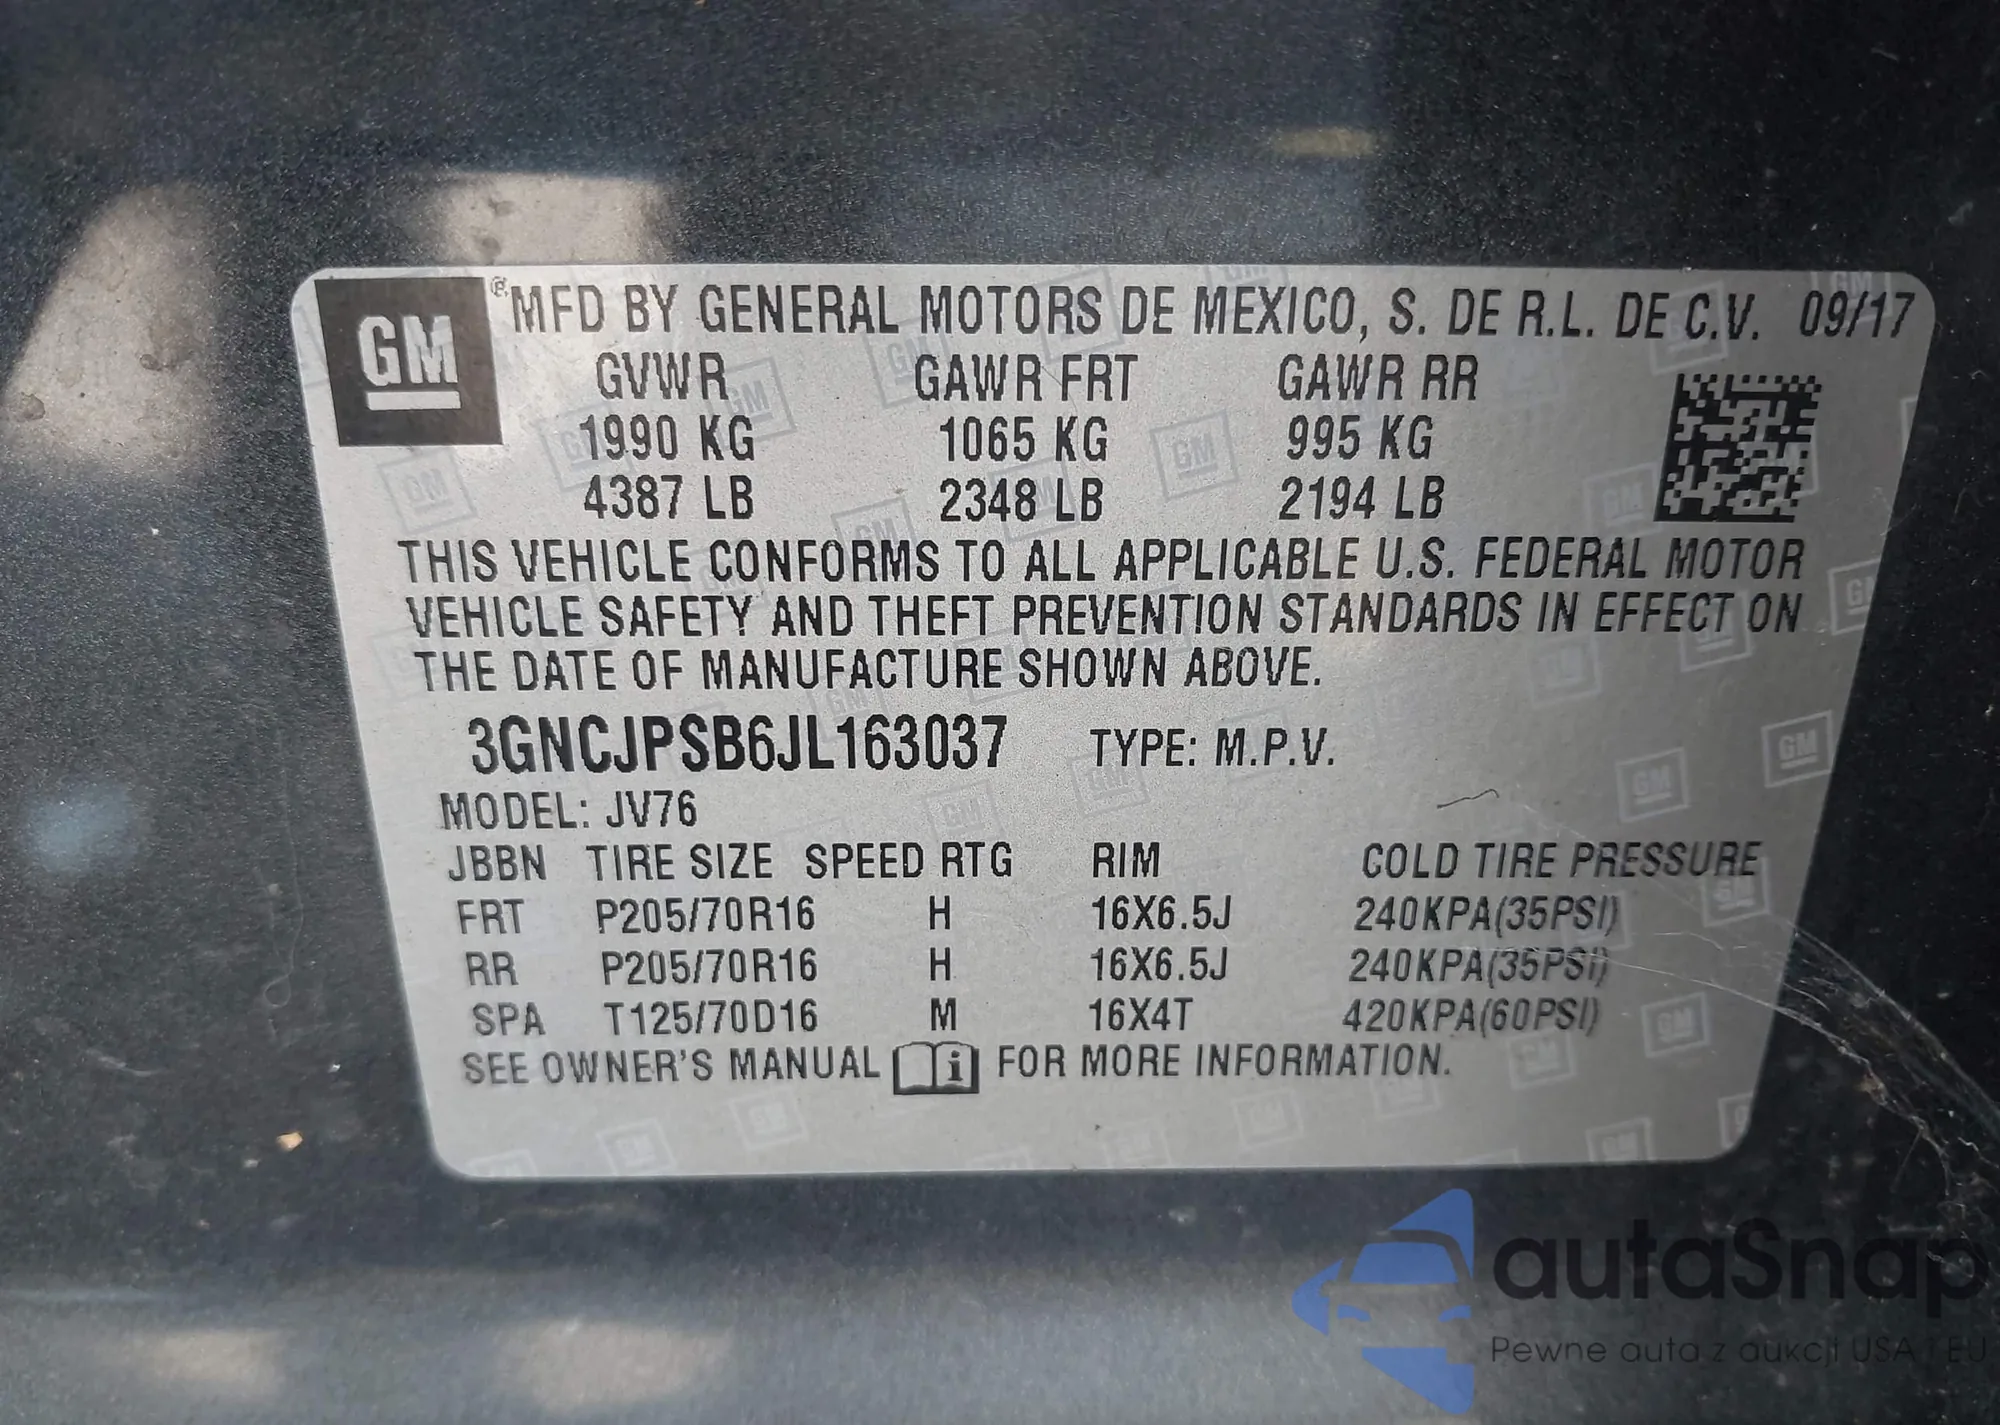 GM
® MFD BY GENERAL MOTORS DE MEXICO, S. DE R.L. DE C.V. 09/17
GVWR GAWR FRT GAWR RR
1990 KG 1065 KG 995 KG
4387 LB 2348 LB 2194 LB
THIS VEHICLE CONFORMS TO ALL APPLICABLE U.S. FEDERAL MOTOR
VEHICLE SAFETY AND THEFT PREVENTION STANDARDS IN EFFECT ON
THE DATE OF MANUFACTURE SHOWN ABOVE.
3GNCJPSB6JL163037 TYPE: M.P.V.
MODEL: JV76
JBBN TIRE SIZE SPEED RTG RIM COLD TIRE PRESSURE
FRT P205/70R16 H 16X6.5J 240KPA(35PSI)
RR P205/70R16 H 16X6.5J 240KPA(35PSI)
SPA T125/70D16 M 16X4T 420KPA(60PSI)
SEE OWNER'S MANUAL i FOR MORE INFORMATION.
autaSnap
Pewne auta z aukcji USA i EU